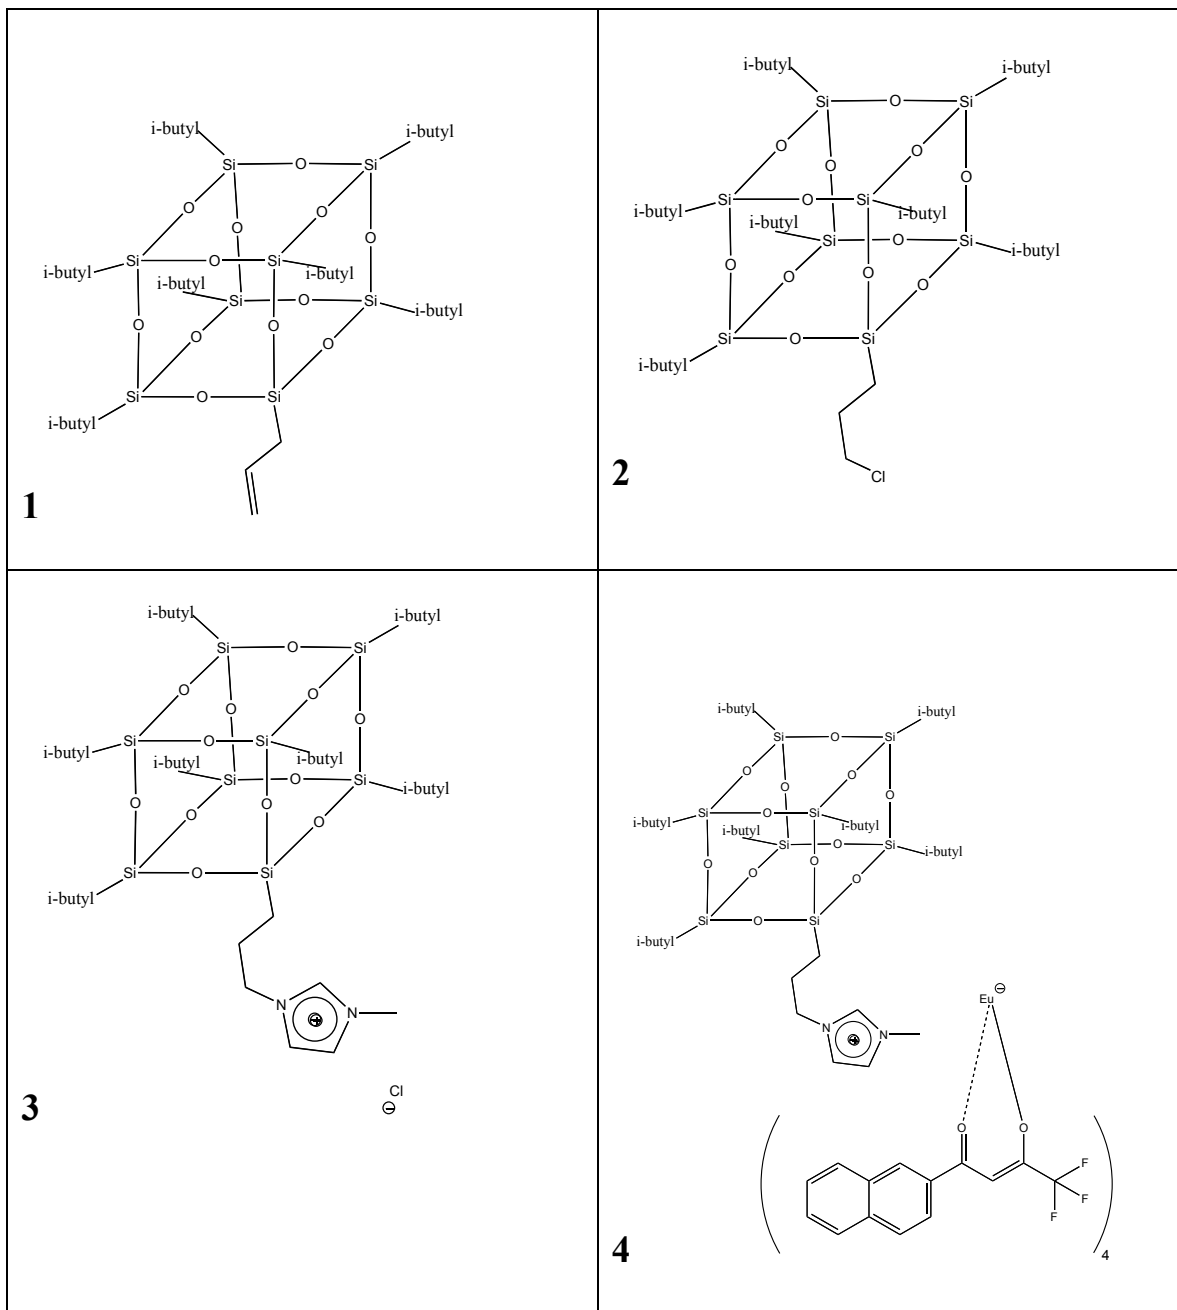 i-butyl i-butyl
Si O Si
O O
O O
i-butyl Si O Si i-butyl
i-butyl Si O Si i-butyl
O O
O O
Si O Si
i-butyl
1
i-butyl i-butyl
Si O Si
O O
O O
i-butyl Si O Si i-butyl
i-butyl Si O Si i-butyl
O O
O O
i-butyl Si O Si
Cl
2
i-butyl i-butyl
Si O Si
O O
O O
i-butyl Si O Si i-butyl
i-butyl Si O Si i-butyl
O O
O O
i-butyl Si O Si
N + N
Cl
−
3
i-butyl i-butyl
Si O Si
O O
O O
i-butyl Si O Si i-butyl
i-butyl Si O Si i-butyl
O O
O O
i-butyl Si O Si
Eu −
N + N
O O
F
F
F
4
4